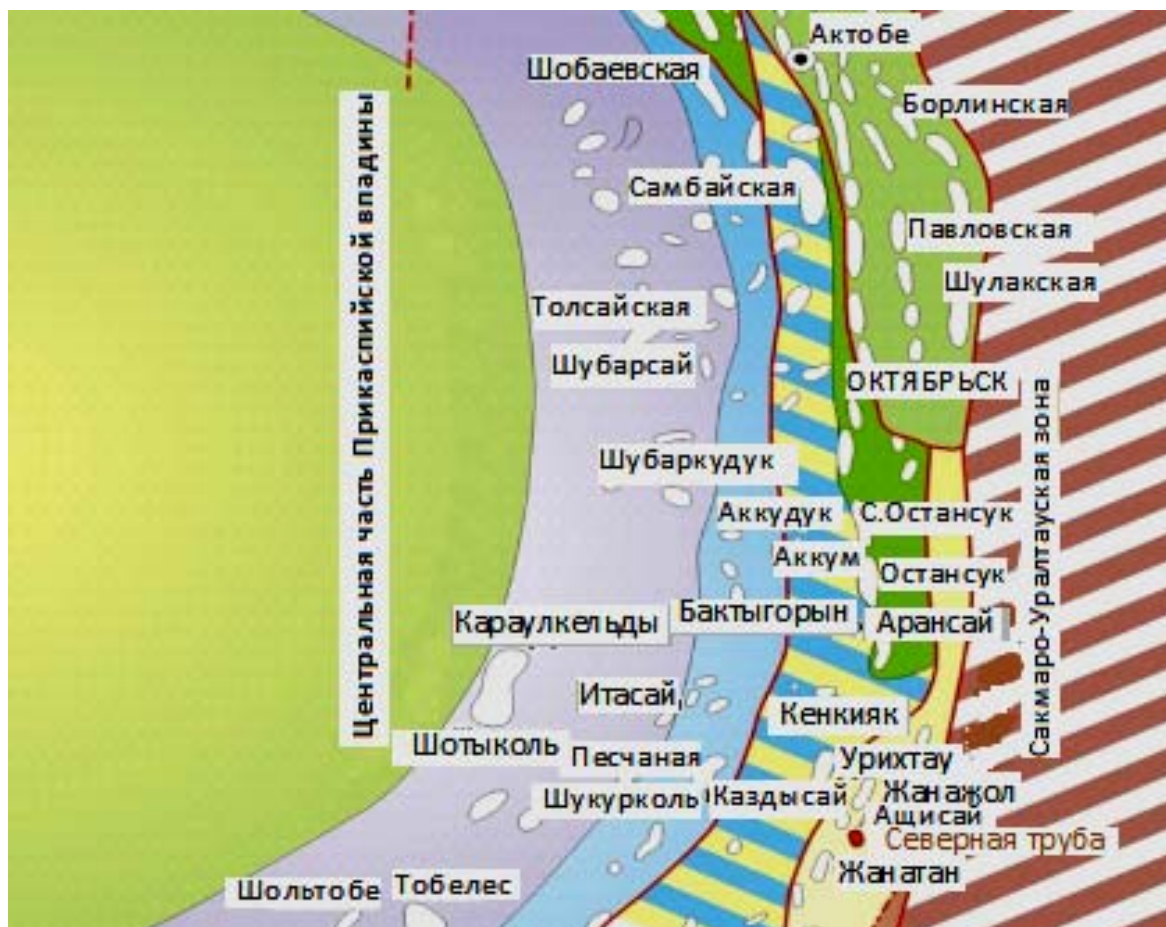 Актобе
Шобаевская
Борлинская
Центральная часть Прикаспийской впадины
Самбайская
Павловская
Шулакская
Толсайская
Шубарсай
ОКТЯБРЬСК
Сакмаро-Уралтауская зона
Шубаркудук
Аккудук
С.Остансук
Аккум
Остансук
Караулкельды
Бактыгорын
Арансай
Итасай
Кенкияк
Шотыколь
Песчаная
Урихтау
Шукурколь
Каздысай
Жанажол
Ащисай
Северная труба
Жанатан
Шольтобе
Тобелес